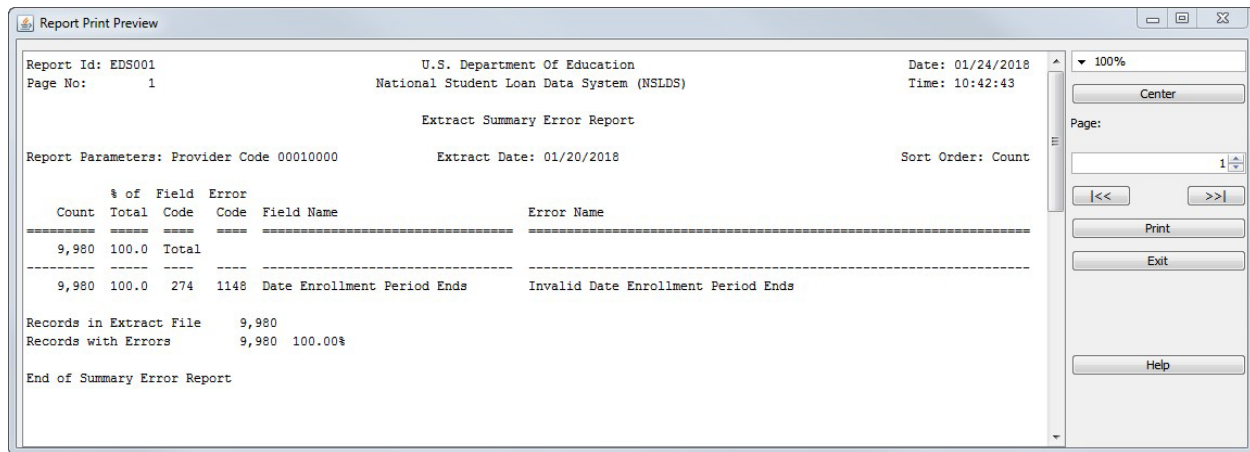 Report Print Preview
Report Id: EDS001 U.S. Department Of Education Date: 01/24/2018
Page No: 1 National Student Loan Data System (NSLDS) Time: 10:42:43
Extract Summary Error Report
Report Parameters: Provider Code 00010000 Extract Date: 01/20/2018 Sort Order: Count
% of Field Error
Count Total Code Code Field Name Error Name
9,980 100.0 Total
9,980 100.0 274 1148 Date Enrollment Period Ends Invalid Date Enrollment Period Ends
Records in Extract File 9,980
Records with Errors 9,980 100.00%
End of Summary Error Report
100%
Center
Page:
1
|<< >>|
Print
Exit
Help